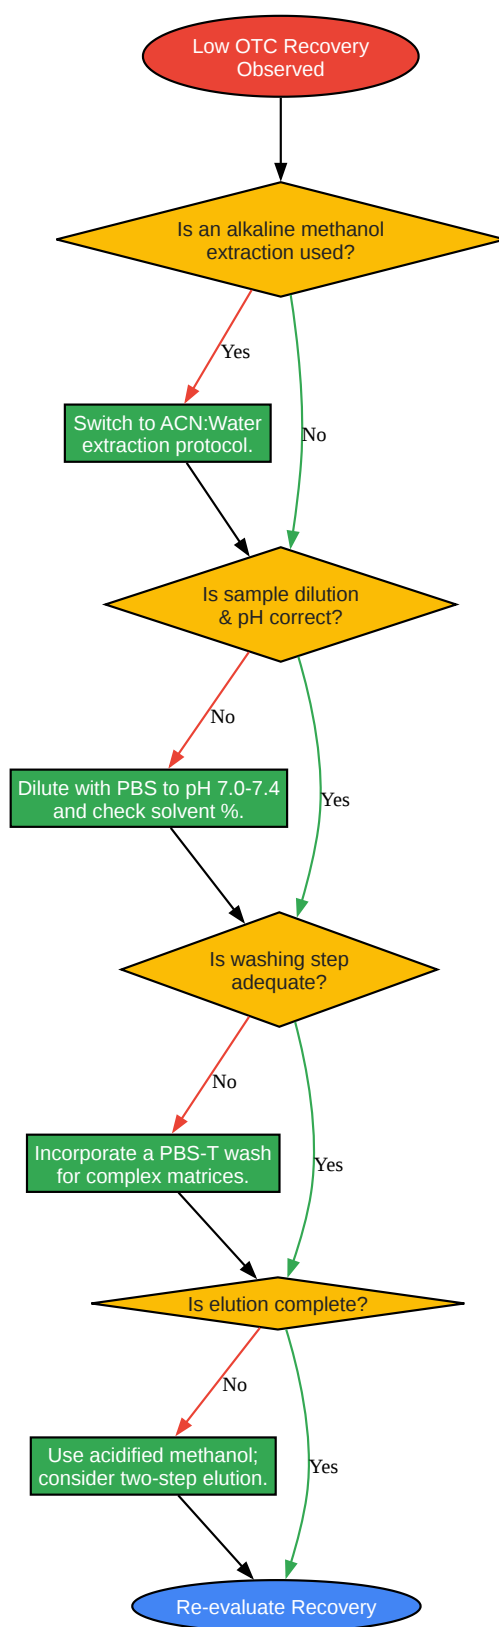 Low OTC Recovery
Observed
Is an alkaline methanol
extraction used?
Yes
Switch to ACN:Water
extraction protocol.
No
Is sample dilution
& pH correct?
No
Dilute with PBS to pH 7.0-7.4
and check solvent %.
Yes
Is washing step
adequate?
No
Incorporate a PBS-T wash
for complex matrices.
Yes
Is elution complete?
No
Use acidified methanol;
consider two-step elution.
Yes
Re-evaluate Recovery